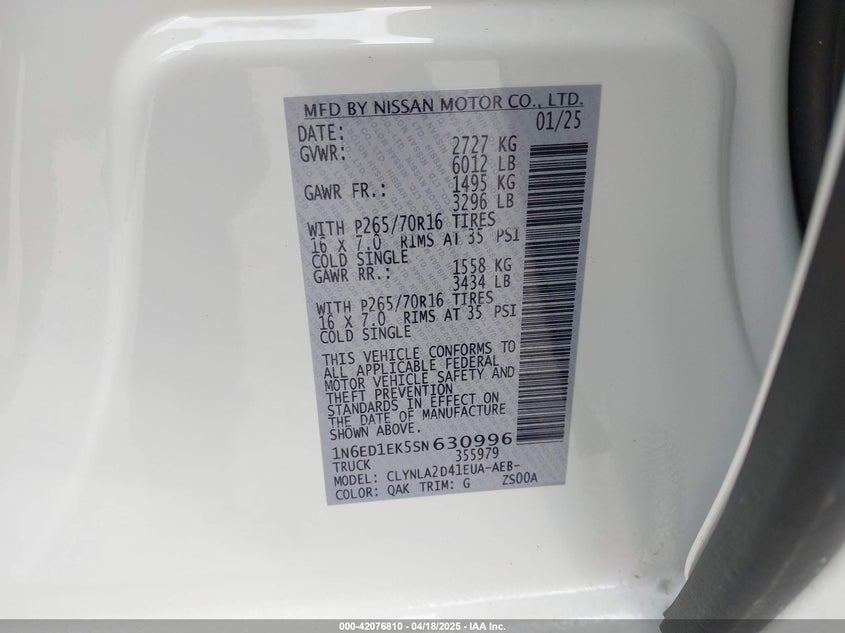 MFD BY NISSAN MOTOR CO., LTD.
DATE: 01/25
GVWR: 2727 KG
6012 LB
GAWR FR.: 1495 KG
3296 LB
WITH P265/70R16 TIRES
16 X 7.0 RIMS AT 35 PSI
COLD SINGLE
GAWR RR.: 1558 KG
3434 LB
WITH P265/70R16 TIRES
16 X 7.0 RIMS AT 35 PSI
COLD SINGLE
THIS VEHICLE CONFORMS TO
ALL APPLICABLE FEDERAL
MOTOR VEHICLE SAFETY AND
THEFT PREVENTION
STANDARDS IN EFFECT ON
THE DATE OF MANUFACTURE
SHOWN ABOVE.
1N6ED1EK5SN630996
TRUCK 355979
MODEL: CLYNLA2D41EUA-AEB-
COLOR: QAK TRIM: G ZS00A
000-42076810 - 04/18/2025 - IAA Inc.